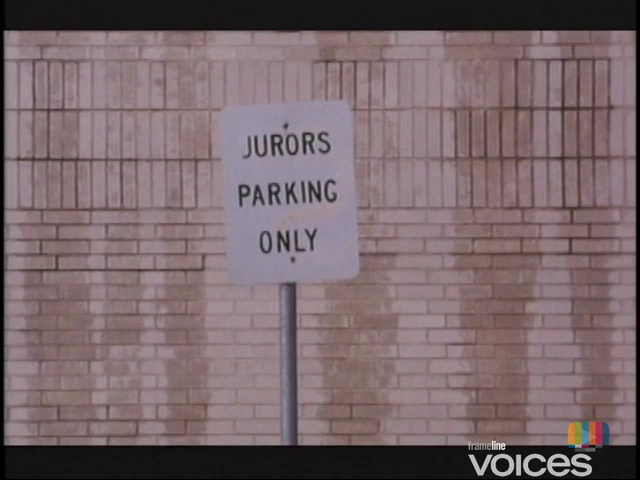 JURORS
PARKING
ONLY
frameline
VOICES